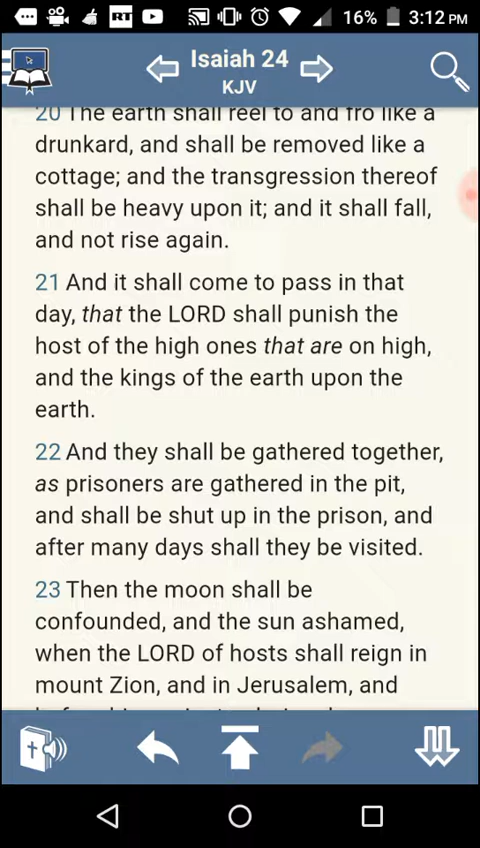 RT 16% 3:12 PM
Isaiah 24
KJV
20 The earth shall reel to and fro like a
drunkard, and shall be removed like a
cottage; and the transgression thereof
shall be heavy upon it; and it shall fall,
and not rise again.
21 And it shall come to pass in that
day, that the LORD shall punish the
host of the high ones that are on high,
and the kings of the earth upon the
earth.
22 And they shall be gathered together,
as prisoners are gathered in the pit,
and shall be shut up in the prison, and
after many days shall they be visited.
23 Then the moon shall be
confounded, and the sun ashamed,
when the LORD of hosts shall reign in
mount Zion, and in Jerusalem, and